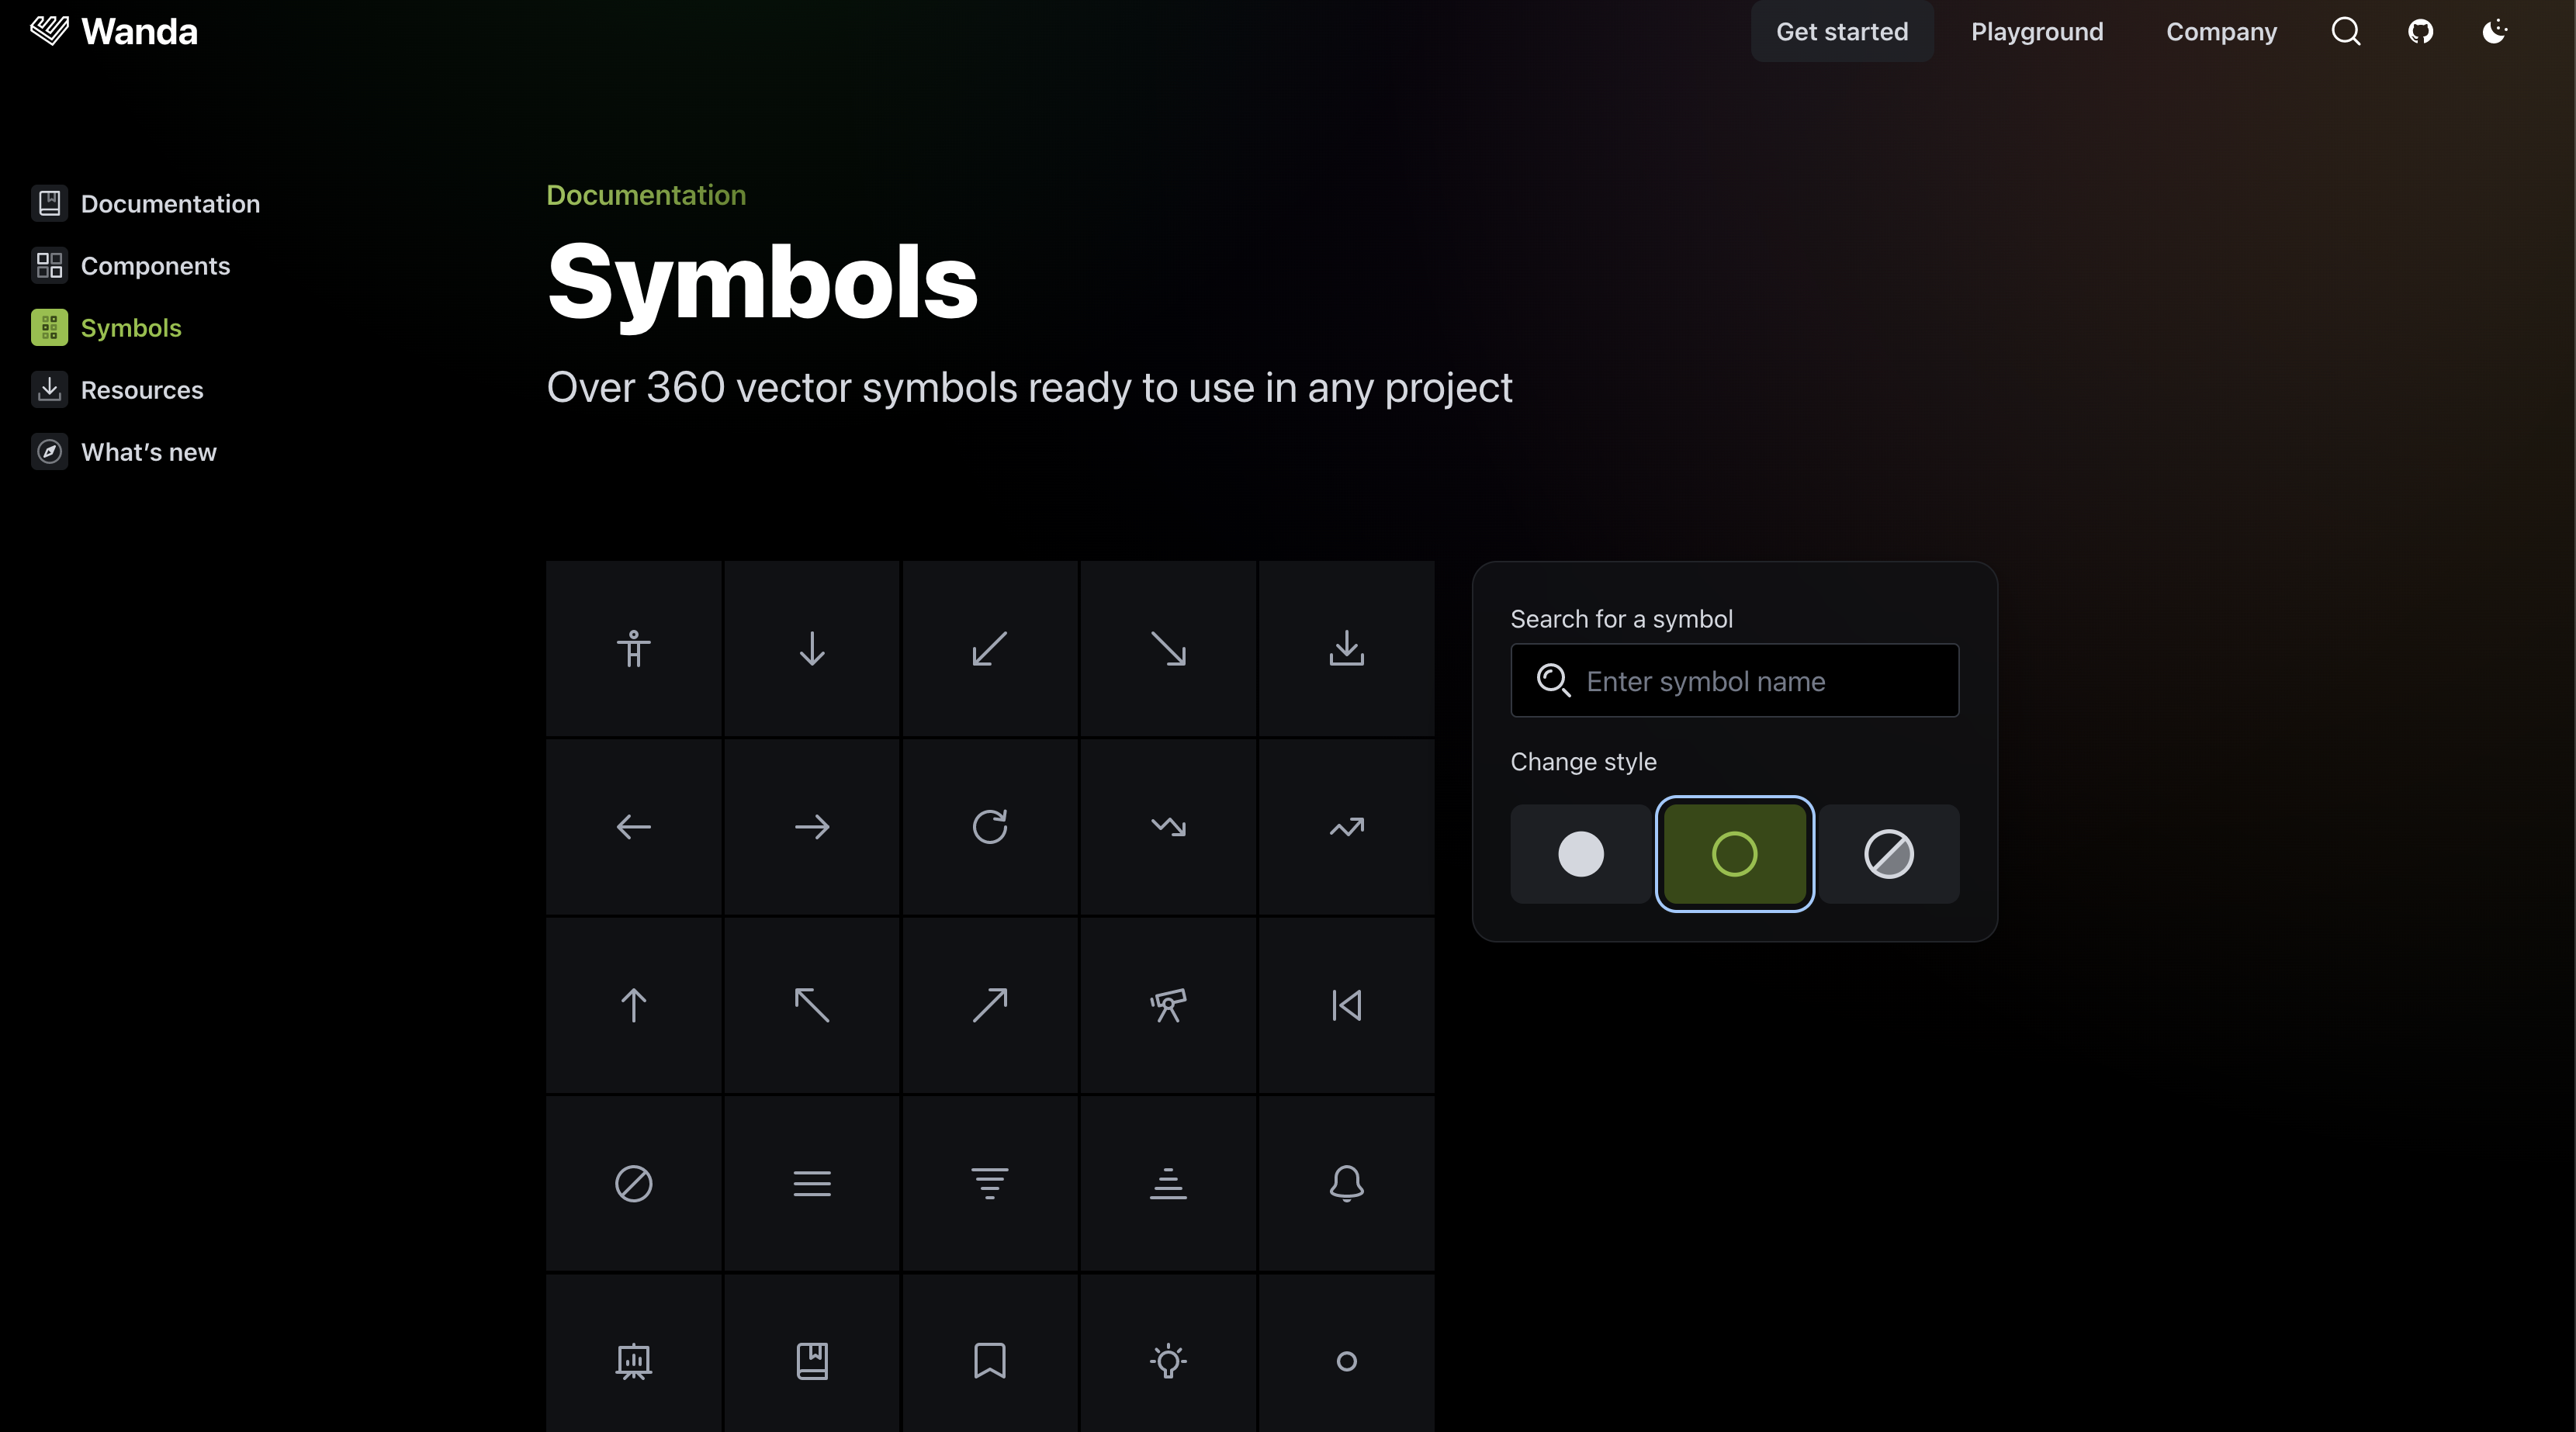 Wanda
Get started
Playground
Company
Documentation
Components
Symbols
Resources
What’s new
Documentation
Symbols
Over 360 vector symbols ready to use in any project
Search for a symbol
Enter symbol name
Change style